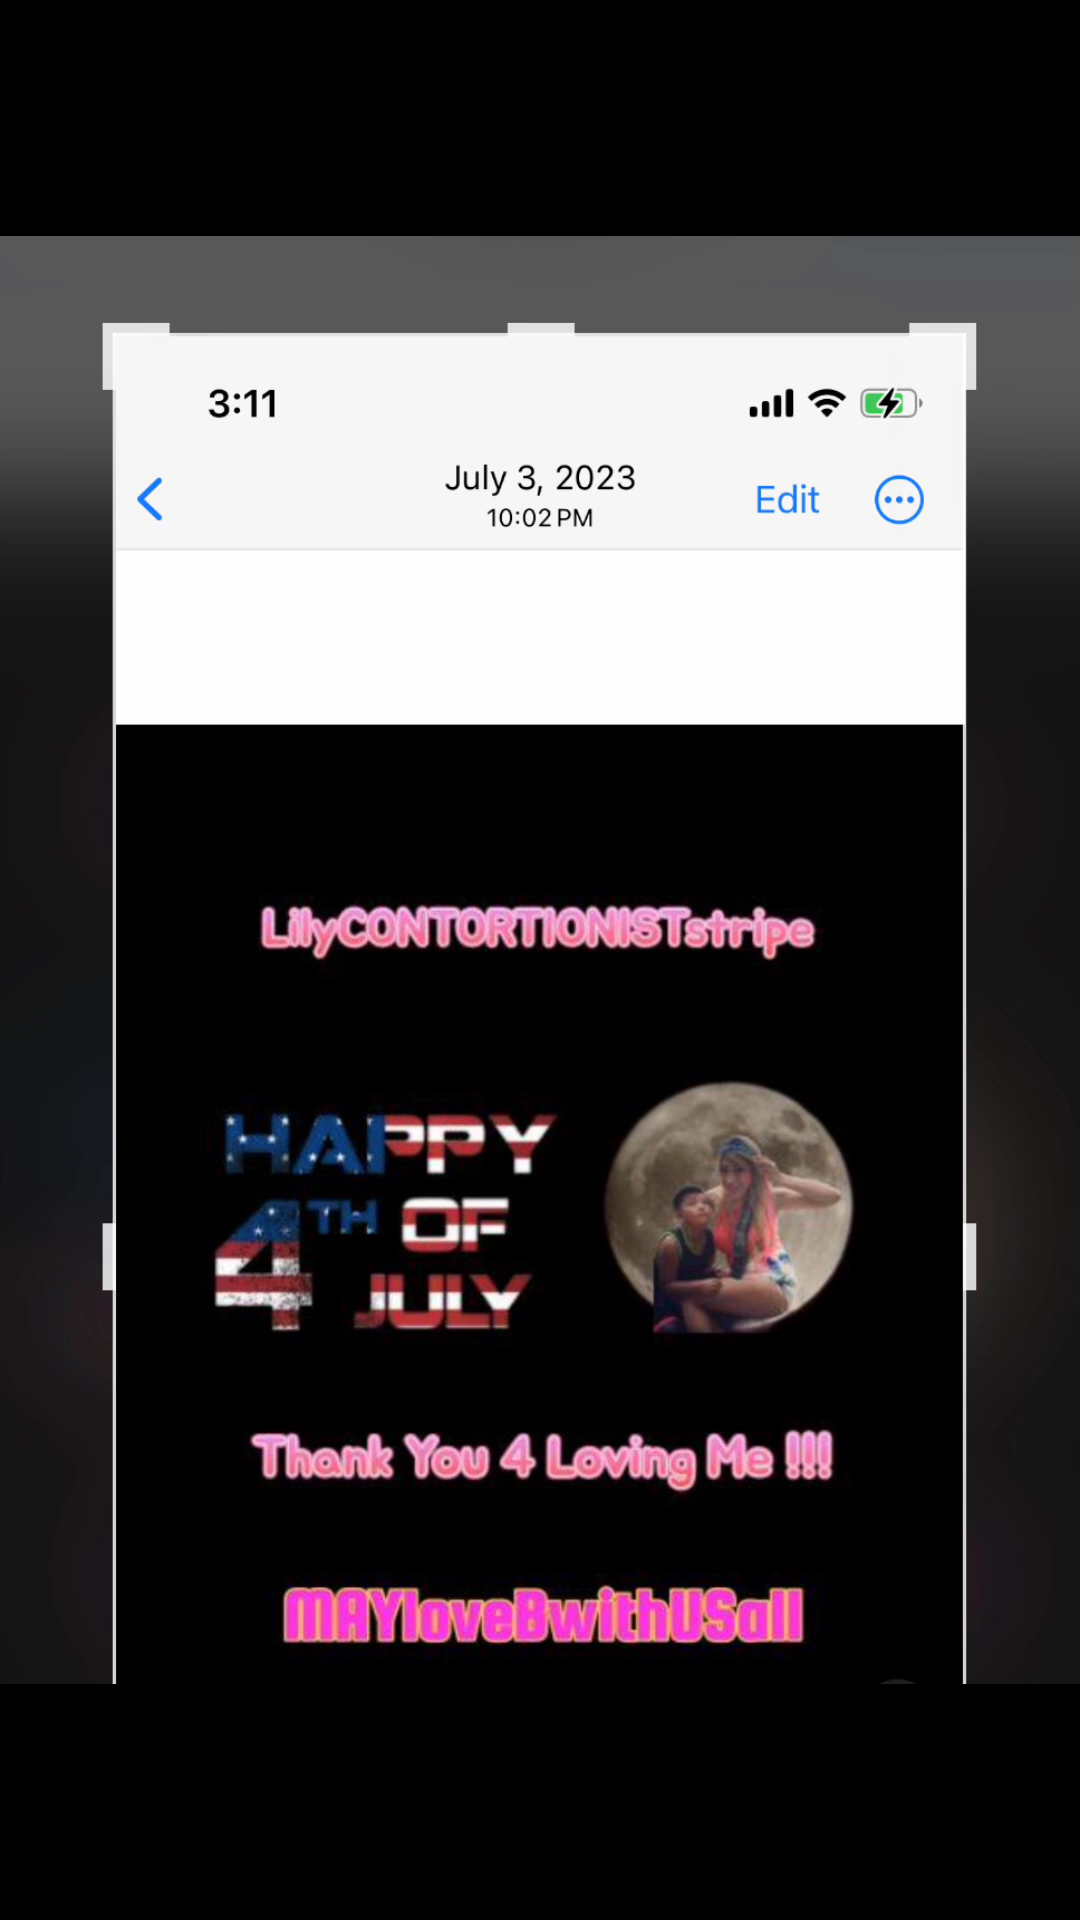 3:11
July 3, 2023
10:02 PM
Edit
LilyCONTORTIONISTstripe
HAPPY
4TH OF
JULY
Thank You 4 Loving Me !!!
MAYloveBwithUSall